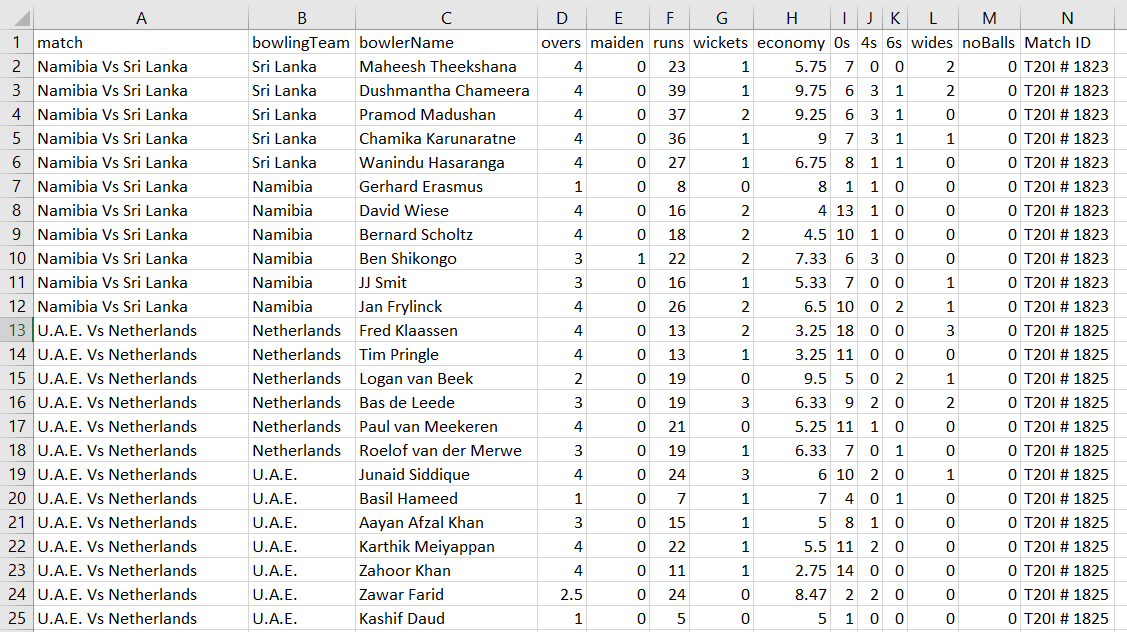 A B C D E F G H I J K L M N
1 match bowlingTeam bowlerName overs maiden runs wickets economy 0s 4s 6s wides noBalls Match ID
2 Namibia Vs Sri Lanka Sri Lanka Maheesh Theekshana 4 0 23 1 5.75 7 0 0 2 0 T20I # 1823
3 Namibia Vs Sri Lanka Sri Lanka Dushmantha Chameera 4 0 39 1 9.75 6 3 1 2 0 T20I # 1823
4 Namibia Vs Sri Lanka Sri Lanka Pramod Madushan 4 0 37 2 9.25 6 3 1 0 0 T20I # 1823
5 Namibia Vs Sri Lanka Sri Lanka Chamika Karunaratne 4 0 36 1 9 7 3 1 1 0 T20I # 1823
6 Namibia Vs Sri Lanka Sri Lanka Wanindu Hasaranga 4 0 27 1 6.75 8 1 1 0 0 T20I # 1823
7 Namibia Vs Sri Lanka Namibia Gerhard Erasmus 1 0 8 0 8 1 1 0 0 0 T20I # 1823
8 Namibia Vs Sri Lanka Namibia David Wiese 4 0 16 2 4 13 1 0 0 0 T20I # 1823
9 Namibia Vs Sri Lanka Namibia Bernard Scholtz 4 0 18 2 4.5 10 1 0 0 0 T20I # 1823
10 Namibia Vs Sri Lanka Namibia Ben Shikongo 3 1 22 2 7.33 6 3 0 0 0 T20I # 1823
11 Namibia Vs Sri Lanka Namibia JJ Smit 3 0 16 1 5.33 7 0 0 1 0 T20I # 1823
12 Namibia Vs Sri Lanka Namibia Jan Frylinck 4 0 26 2 6.5 10 0 2 1 0 T20I # 1823
13 U.A.E. Vs Netherlands Netherlands Fred Klaassen 4 0 13 2 3.25 18 0 0 3 0 T20I # 1825
14 U.A.E. Vs Netherlands Netherlands Tim Pringle 4 0 13 1 3.25 11 0 0 0 0 T20I # 1825
15 U.A.E. Vs Netherlands Netherlands Logan van Beek 2 0 19 0 9.5 5 0 2 1 0 T20I # 1825
16 U.A.E. Vs Netherlands Netherlands Bas de Leede 3 0 19 3 6.33 9 2 0 2 0 T20I # 1825
17 U.A.E. Vs Netherlands Netherlands Paul van Meekeren 4 0 21 0 5.25 11 1 0 0 0 T20I # 1825
18 U.A.E. Vs Netherlands Netherlands Roelof van der Merwe 3 0 19 1 6.33 7 0 1 0 0 T20I # 1825
19 U.A.E. Vs Netherlands U.A.E. Junaid Siddique 4 0 24 3 6 10 2 0 1 0 T20I # 1825
20 U.A.E. Vs Netherlands U.A.E. Basil Hameed 1 0 7 1 7 4 0 1 0 0 T20I # 1825
21 U.A.E. Vs Netherlands U.A.E. Aayan Afzal Khan 3 0 15 1 5 8 1 0 0 0 T20I # 1825
22 U.A.E. Vs Netherlands U.A.E. Karthik Meiyappan 4 0 22 1 5.5 11 2 0 0 0 T20I # 1825
23 U.A.E. Vs Netherlands U.A.E. Zahoor Khan 4 0 11 1 2.75 14 0 0 0 0 T20I # 1825
24 U.A.E. Vs Netherlands U.A.E. Zawar Farid 2.5 0 24 0 8.47 2 2 0 0 0 T20I # 1825
25 U.A.E. Vs Netherlands U.A.E. Kashif Daud 1 0 5 0 5 1 0 0 0 0 T20I # 1825